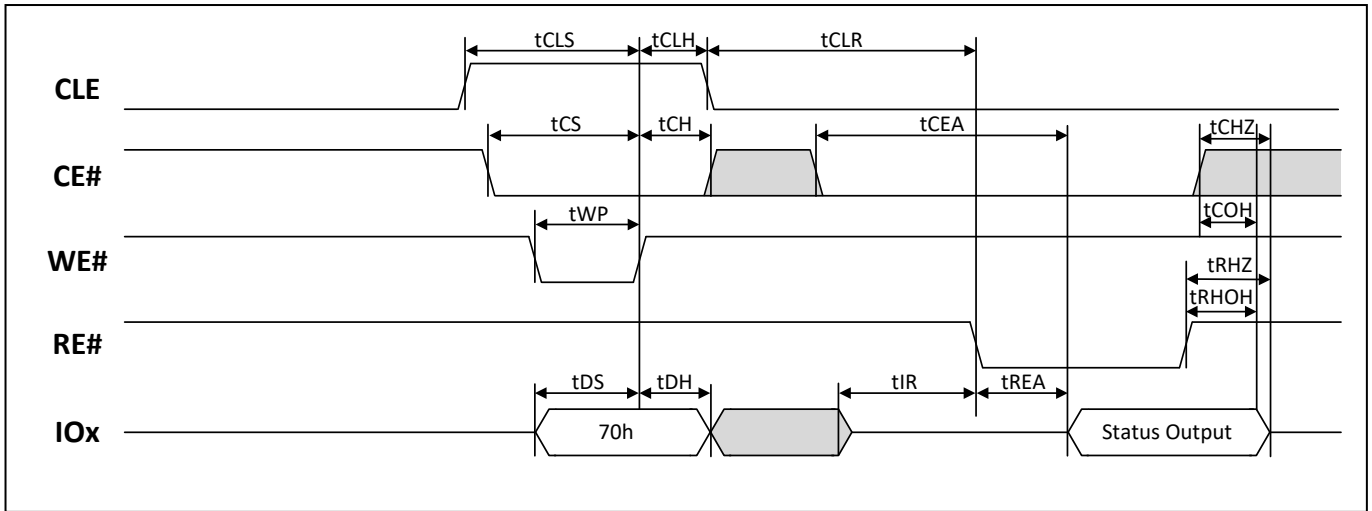 tCLS tCLH tCLR
CLE
tCS tCH tCEA tCHZ
CE#
tWP tCOH
WE#
tRHZ
tRHOH
RE#
tDS tDH tIR tREA
IOx 70h Status Output